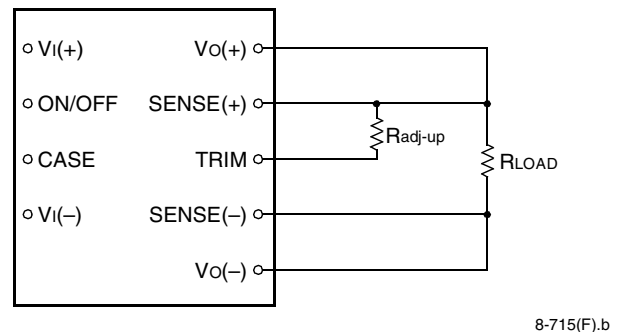 VI(+) VO(+)
ON/OFF SENSE(+)
Radj-up
CASE TRIM
RLOAD
VI(–) SENSE(–)
VO(–)
8-715(F).b